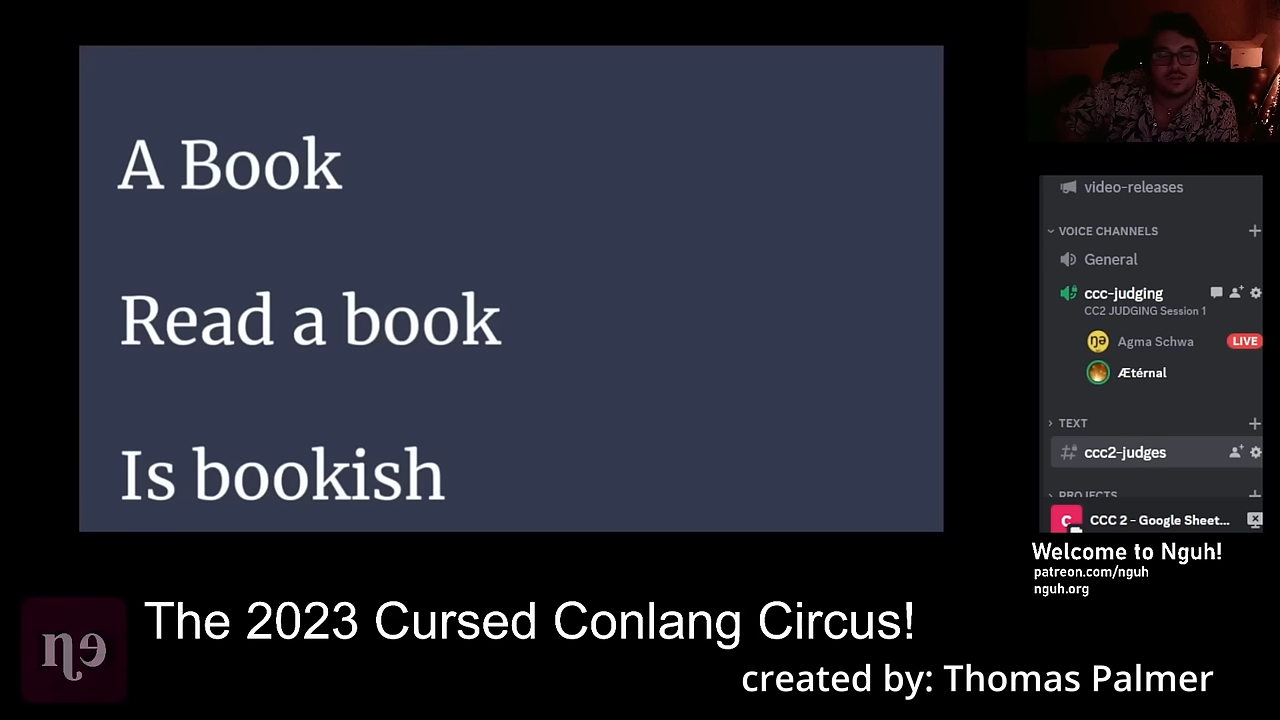 A Book
Read a book
Is bookish
video-releases
VOICE CHANNELS
General
ccc-judging
CC2 JUDGING Session 1
ŋə Agma Schwa LIVE
Ætérnal
TEXT
ccc2-judges
PROJECTS
C CCC 2 - Google Sheet...
Welcome to Nguh!
patreon.com/nguh
nguh.org
The 2023 Cursed Conlang Circus!
ŋɘ
created by: Thomas Palmer